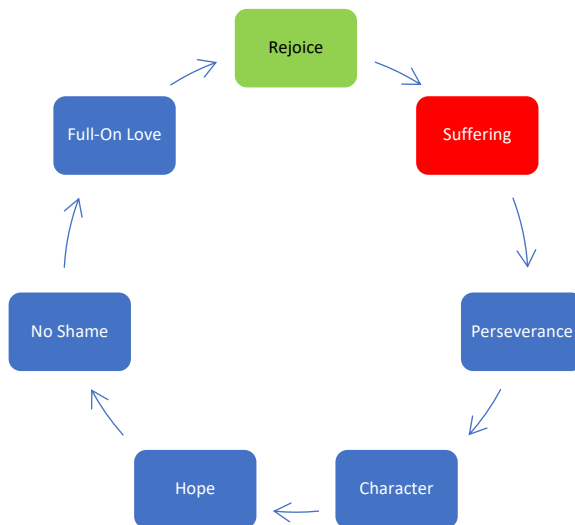 Rejoice
Suffering
Perseverance
Character
Hope
No Shame
Full-On Love